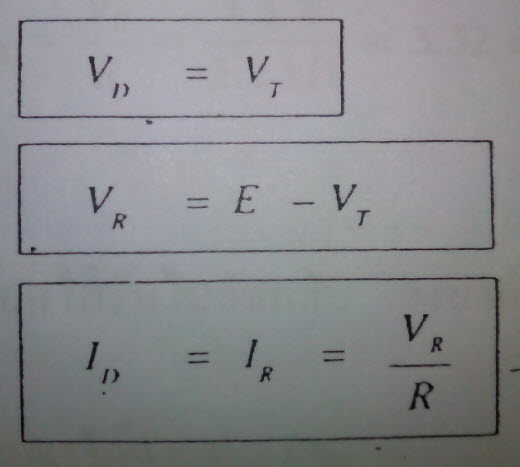 V_D = V_T
V_R = E - V_T
I_D = I_R = V_R / R